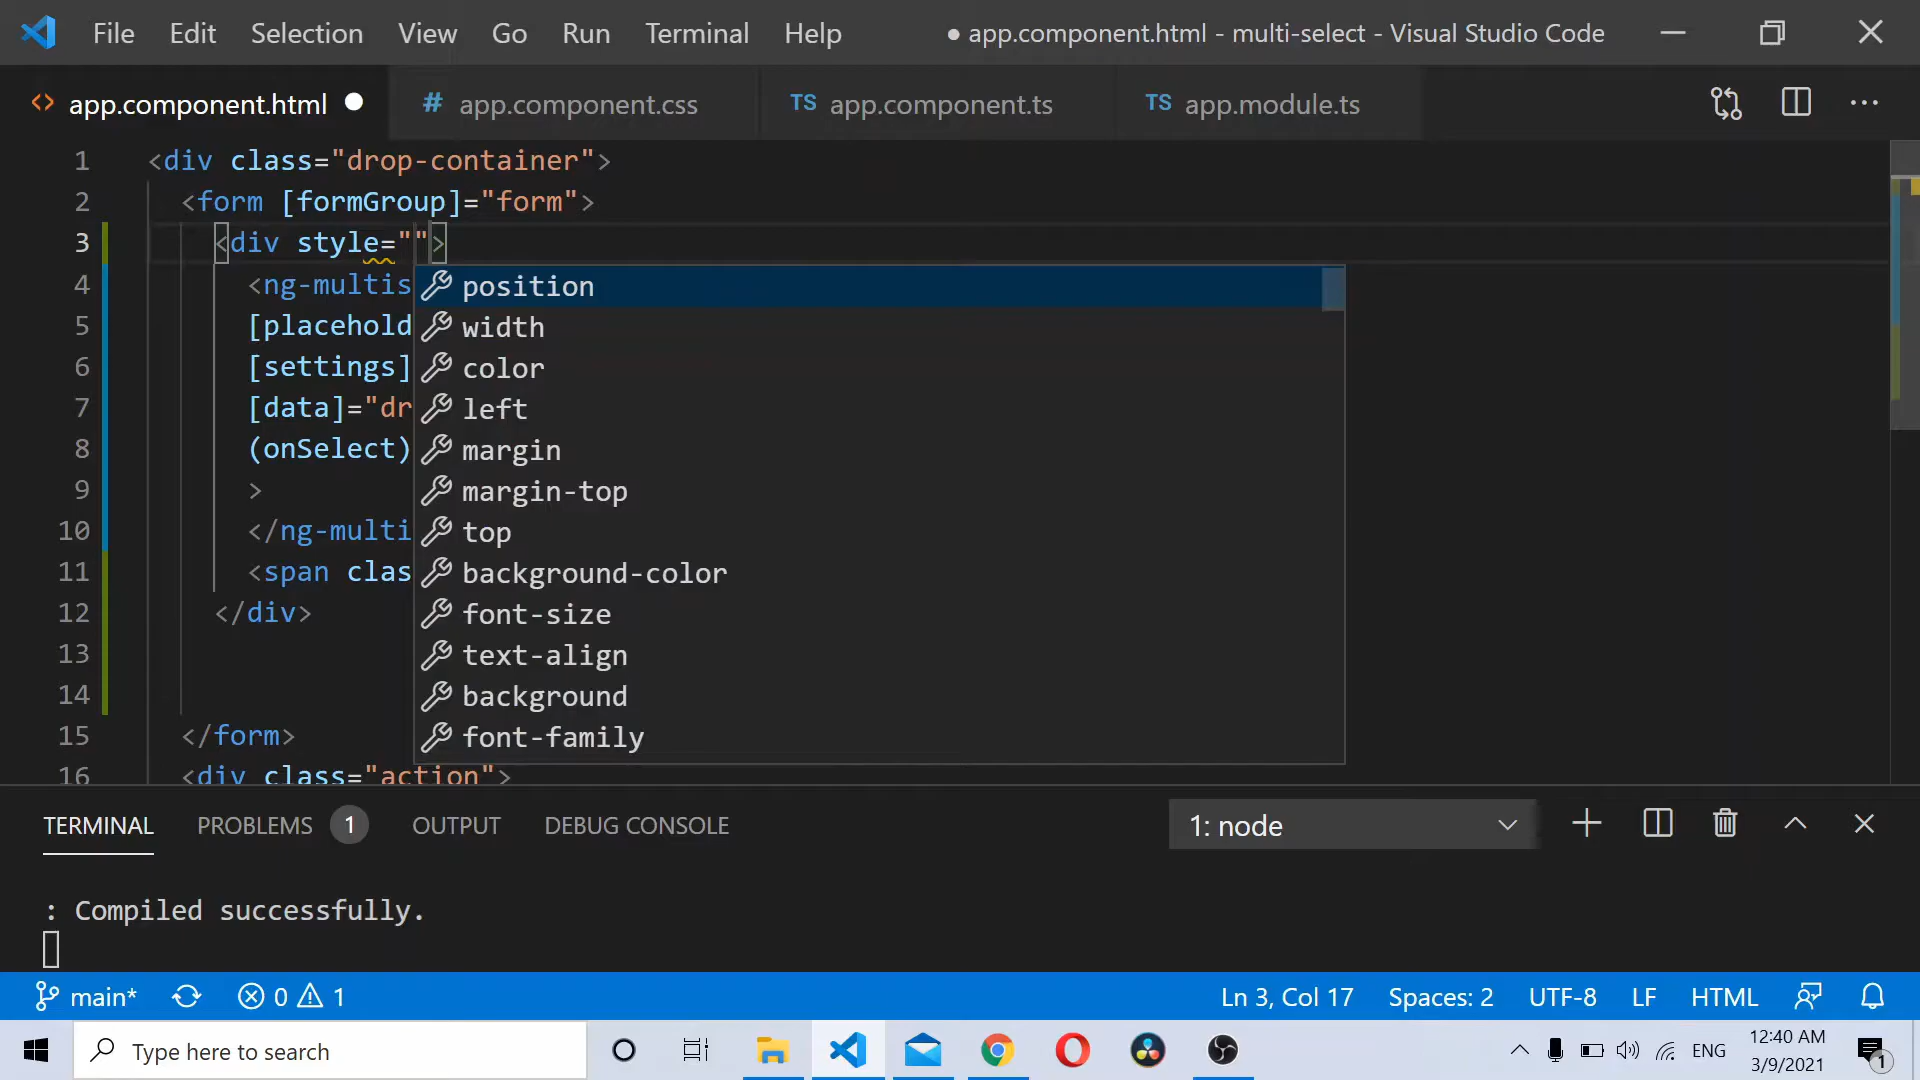 File Edit Selection View Go Run Terminal Help ● app.component.html - multi-select - Visual Studio Code
<> app.component.html ● # app.component.css TS app.component.ts TS app.module.ts
1 <div class="drop-container">
2 <form [formGroup]="form">
3 <div style="">
4 <ng-multis
5 [placehold
6 [settings]
7 [data]="dr
8 (onSelect)
9 >
10 </ng-multi
11 <span clas
12 </div>
13
14
15 </form>
16 <div class="action">
position
width
color
left
margin
margin-top
top
background-color
font-size
text-align
background
font-family
TERMINAL PROBLEMS 1 OUTPUT DEBUG CONSOLE 1: node
: Compiled successfully.
main* 0 1 Ln 3, Col 17 Spaces: 2 UTF-8 LF HTML
Type here to search ENG 12:40 AM
3/9/2021 1